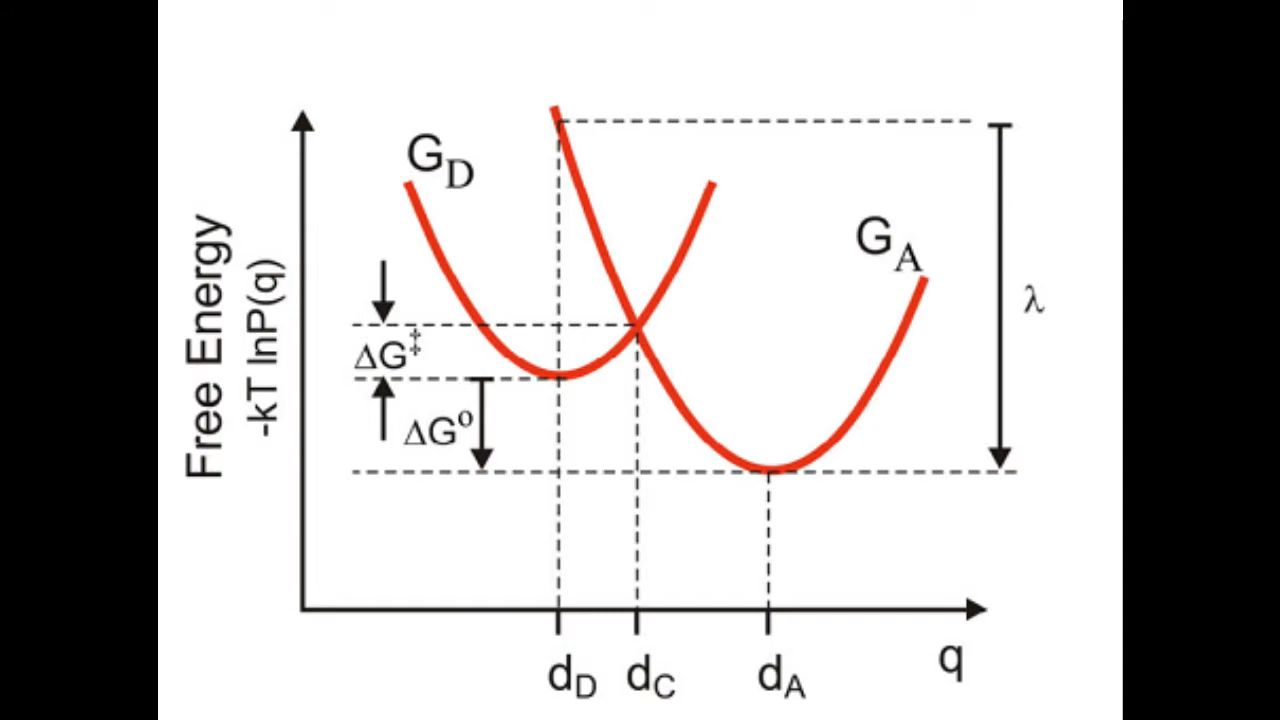 Free Energy
-kT lnP(q)
G_D
G_A
ΔG‡
ΔG°
λ
d_D d_C d_A
q